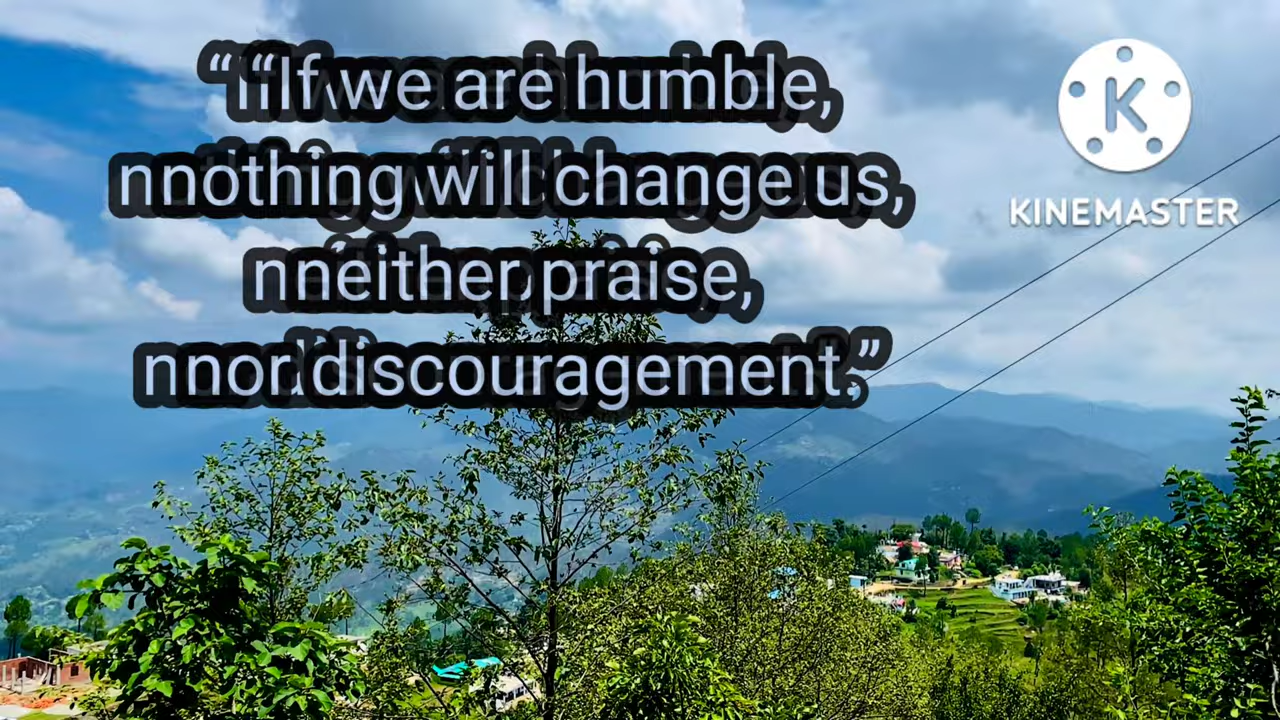 “If we are humble,
nothing will change us,
neither praise,
nor discouragement.”
KINEMASTER